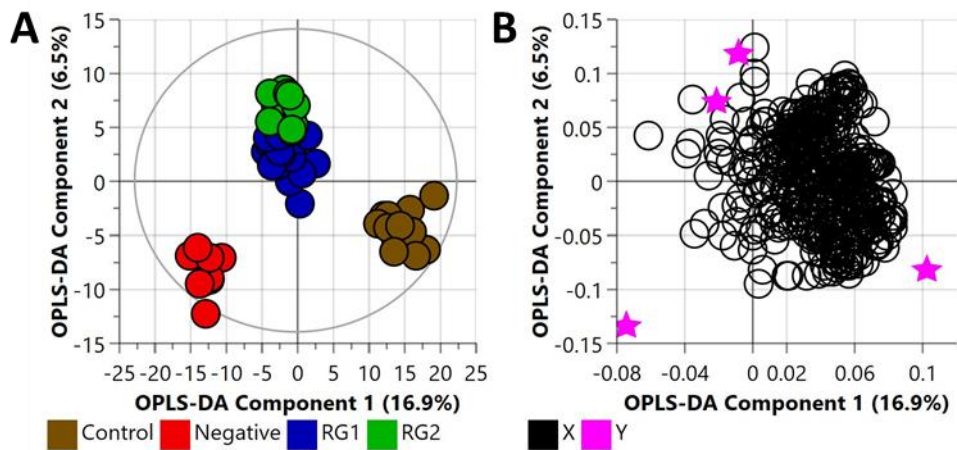 A
OPLS-DA Component 2 (6.5%)
15
10
5
0
-5
-10
-15
-25 -20 -15 -10 -5 0 5 10 15 20 25
OPLS-DA Component 1 (16.9%)
Control Negative RG1 RG2
B
OPLS-DA Component 2 (6.5%)
0.15
0.10
0.05
0
-0.05
-0.10
-0.15
-0.08 -0.04 0 0.02 0.06 0.1
OPLS-DA Component 1 (16.9%)
X Y